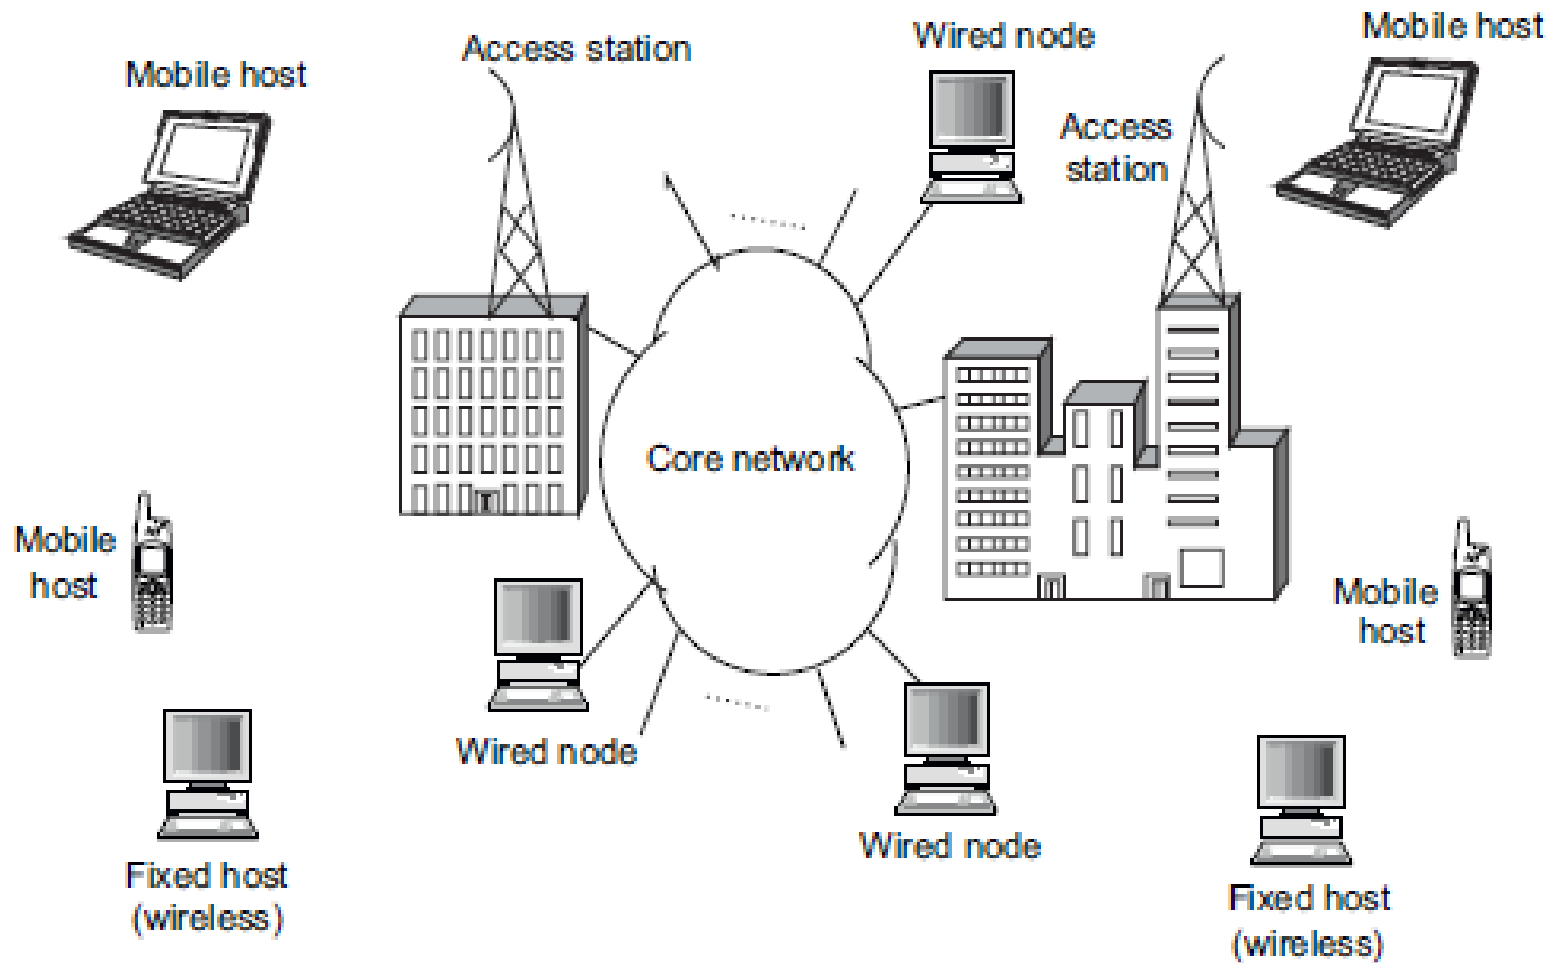 Mobile host
Access station
Wired node
Mobile host
Access
station
Core network
Mobile
host
Mobile
host
Wired node
Wired node
Fixed host
(wireless)
Fixed host
(wireless)